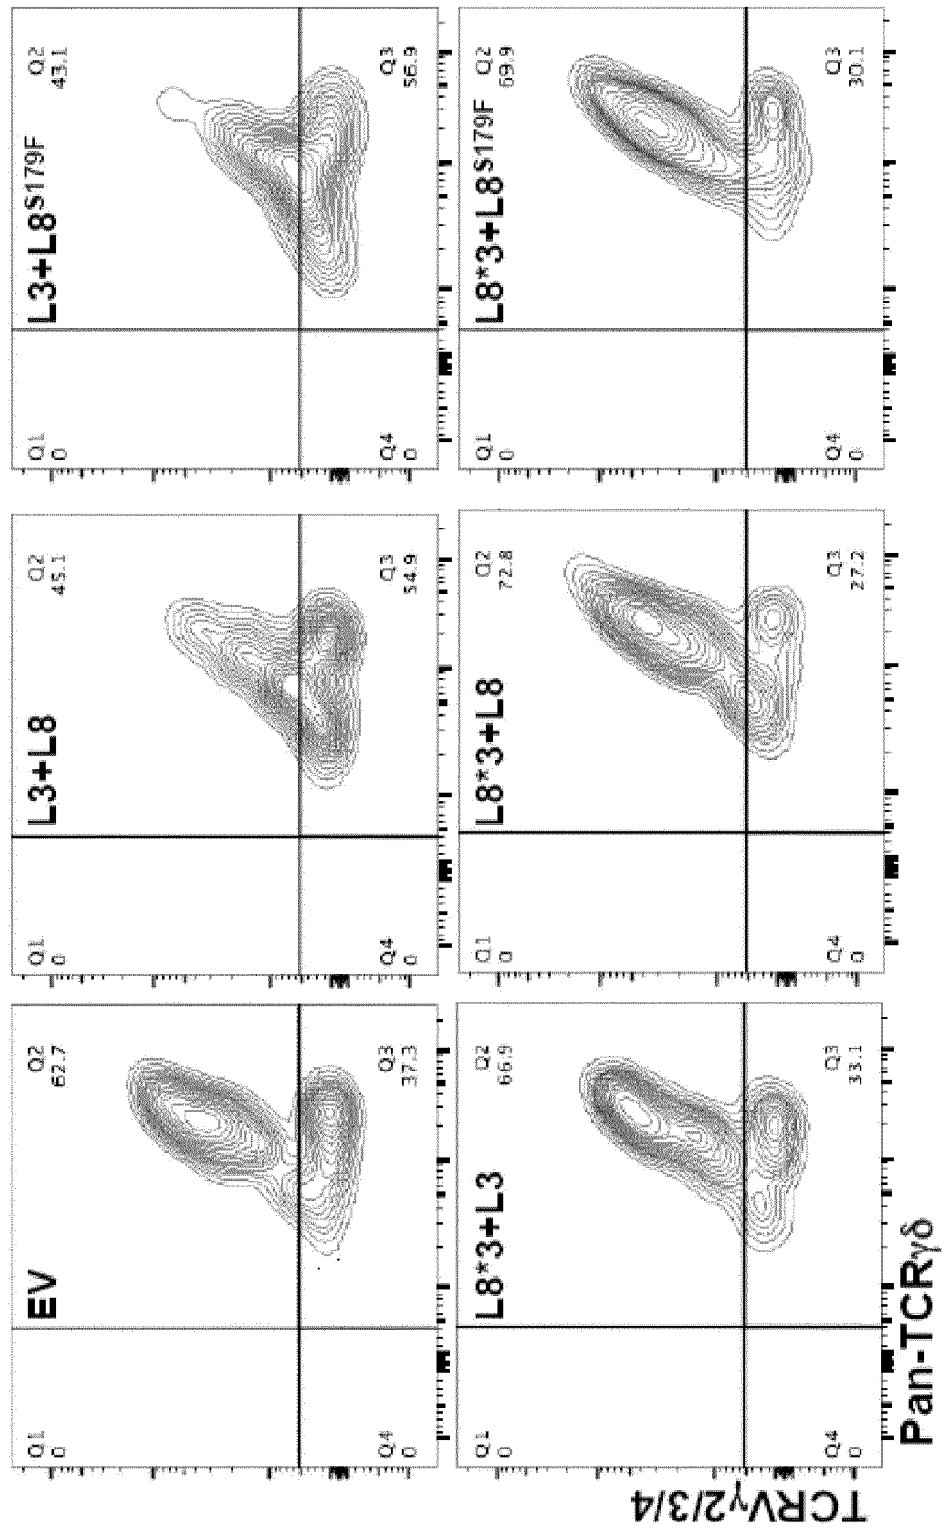 EV
Q1
0
Q2
62.7
Q4
0
Q3
37.3
L3+L8
Q1
0
Q2
45.1
Q4
0
Q3
54.9
L3+L8S179F
Q1
0
Q2
43.1
Q4
0
Q3
56.9
L8*3+L3
Q1
0
Q2
66.9
Q4
0
Q3
33.1
L8*3+L8
Q1
0
Q2
72.8
Q4
0
Q3
27.2
L8*3+L8S179F
Q1
0
Q2
69.9
Q4
0
Q3
30.1
TCRVγ2/3/4
Pan-TCRγδ